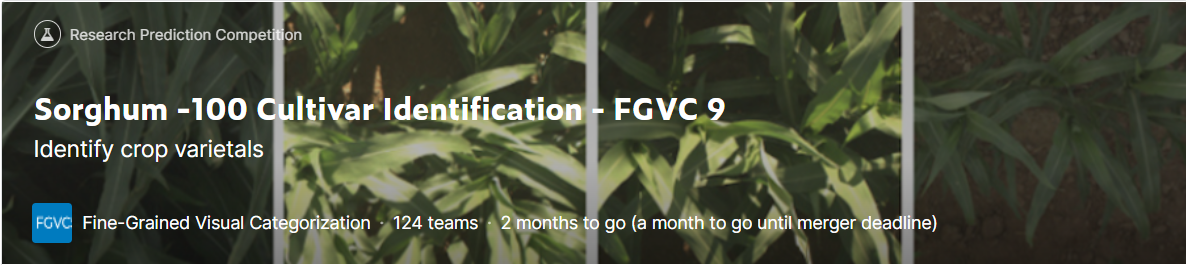 Research Prediction Competition
Sorghum -100 Cultivar Identification - FGVC 9
Identify crop varietals
FGVC Fine-Grained Visual Categorization · 124 teams · 2 months to go (a month to go until merger deadline)